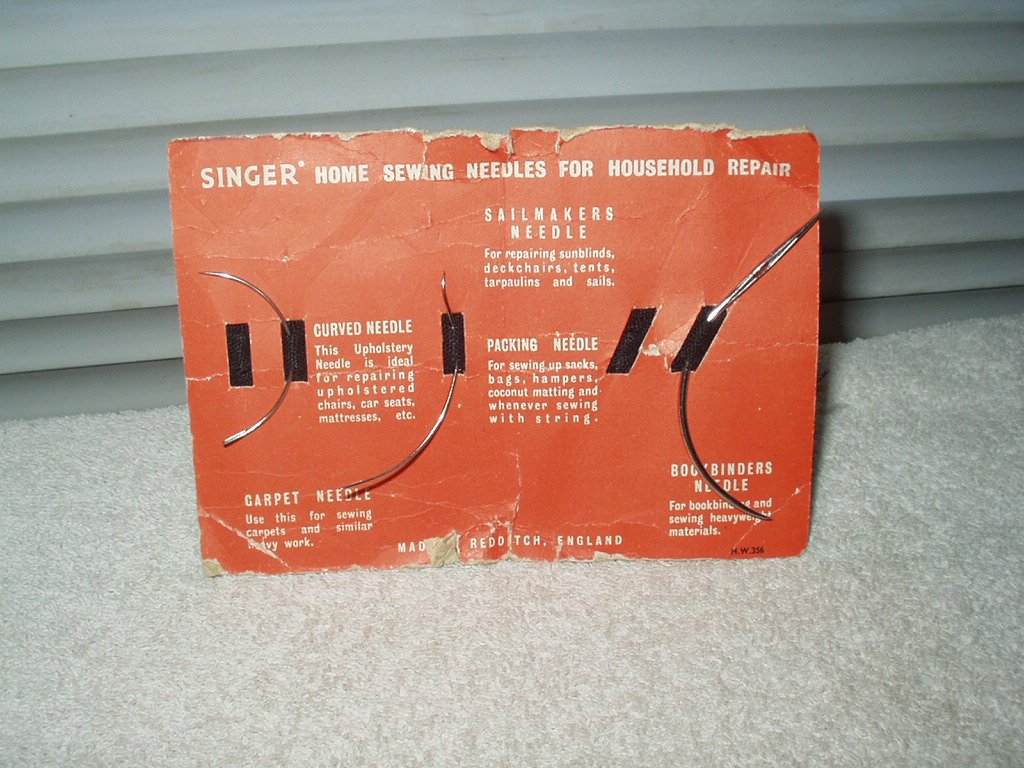 SINGER* HOME SEWING NEEDLES FOR HOUSEHOLD REPAIR
SAILMAKERS
NEEDLE
For repairing sunblinds,
deckchairs, tents,
tarpaulins and sails.
CURVED NEEDLE
This Upholstery
Needle is ideal
for repairing
upholstered
chairs, car seats,
mattresses, etc.
PACKING NEEDLE
For sewing up sacks,
bags, hampers,
coconut matting and
whenever sewing
with string.
CARPET NEEDLE
Use this for sewing
carpets and similar
heavy work.
BOOKBINDERS
NEEDLE
For bookbinding and
sewing heavyweight
materials.
MAD REDDITCH, ENGLAND
H.W.356